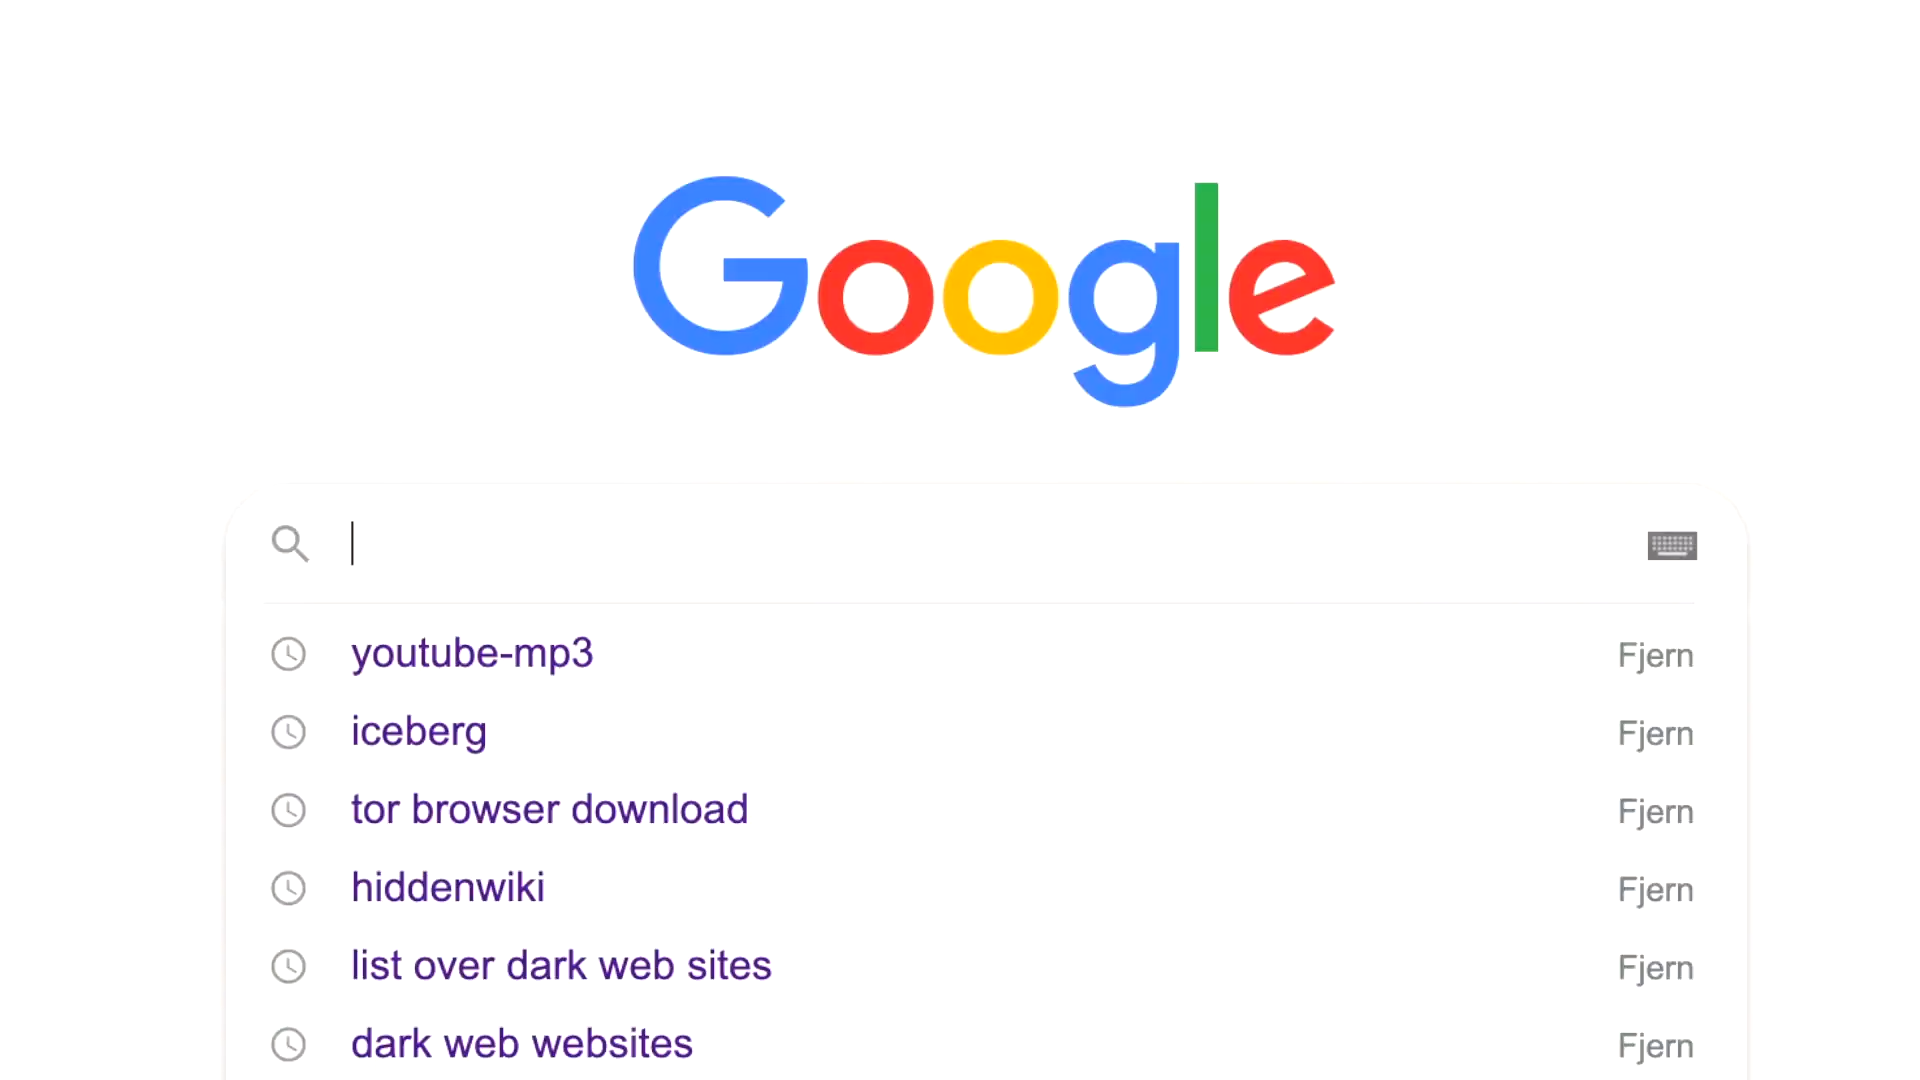 Google
youtube-mp3 Fjern
iceberg Fjern
tor browser download Fjern
hiddenwiki Fjern
list over dark web sites Fjern
dark web websites Fjern